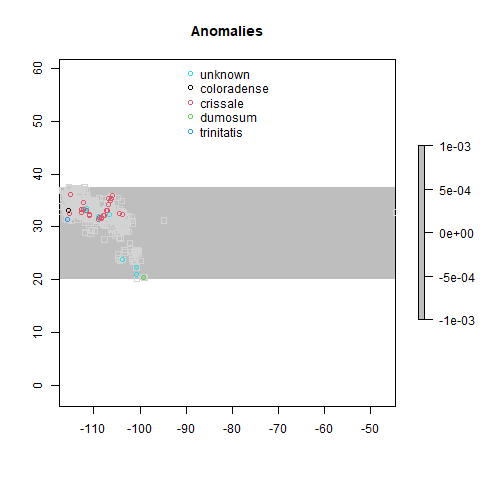 Anomalies
unknown
coloradense
crissale
dumosum
trinitatis
60
50
40
30
20
10
0
-110
-100
-90
-80
-70
-60
-50
1e-03
5e-04
0e+00
-5e-04
-1e-03